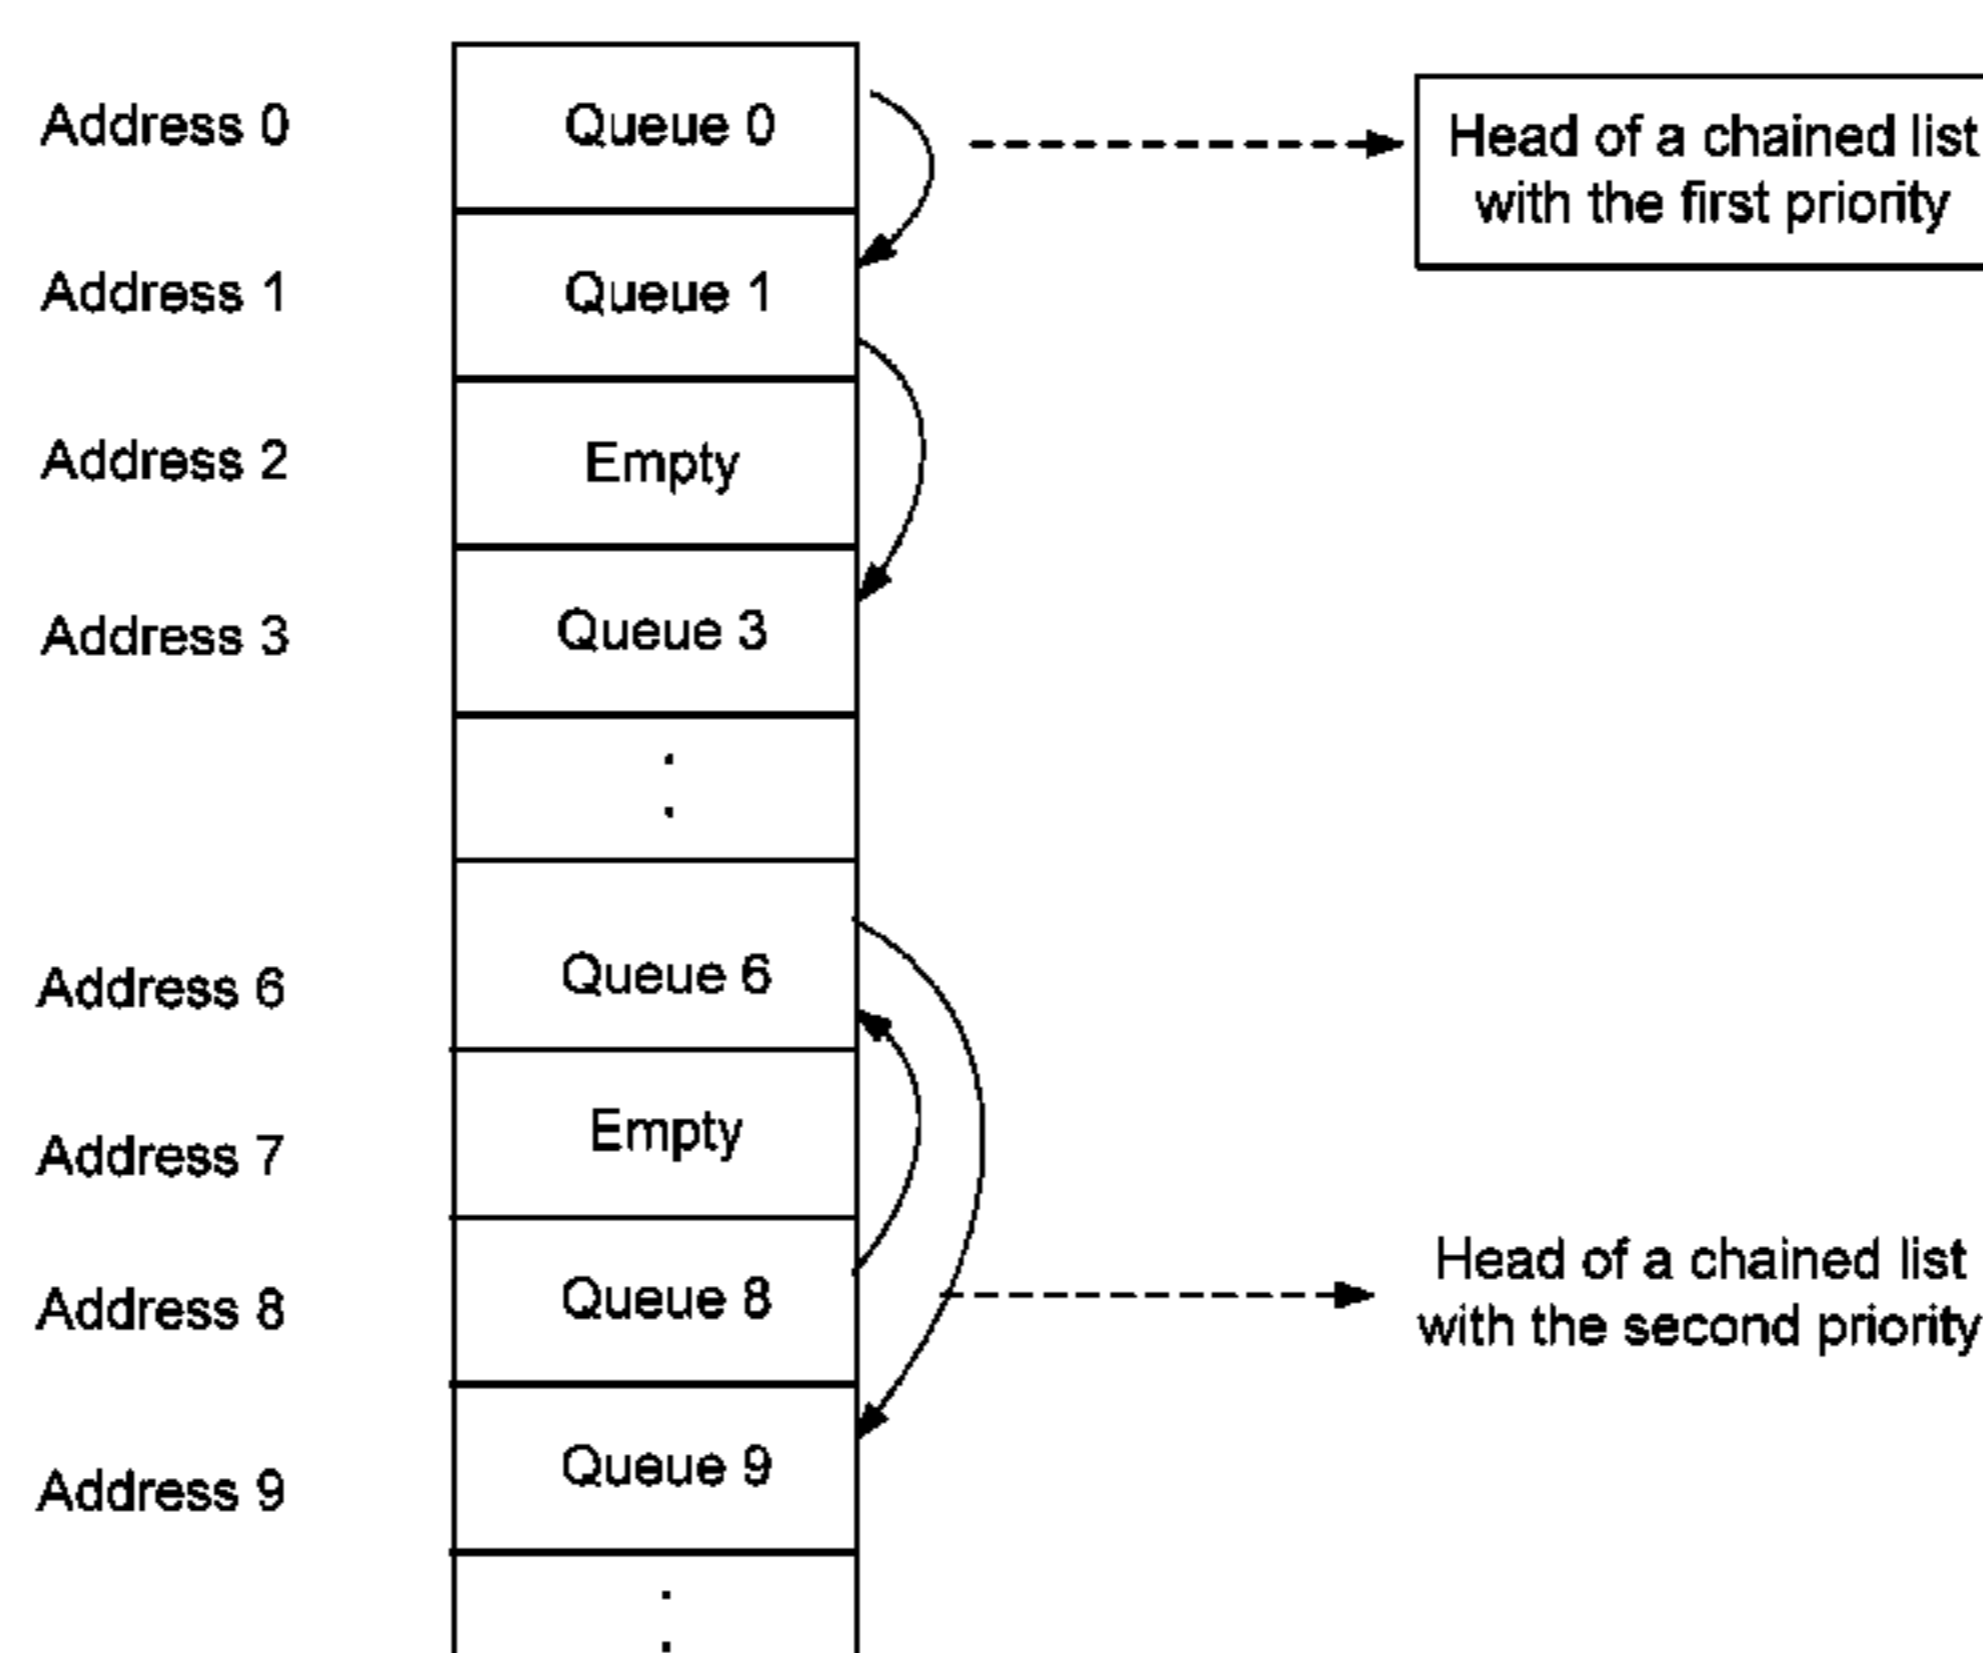 Address 0
Queue 0
Head of a chained list
with the first priority
Address 1
Queue 1
Address 2
Empty
Address 3
Queue 3
:
Address 6
Queue 6
Address 7
Empty
Address 8
Queue 8
Head of a chained list
with the second priority
Address 9
Queue 9
: